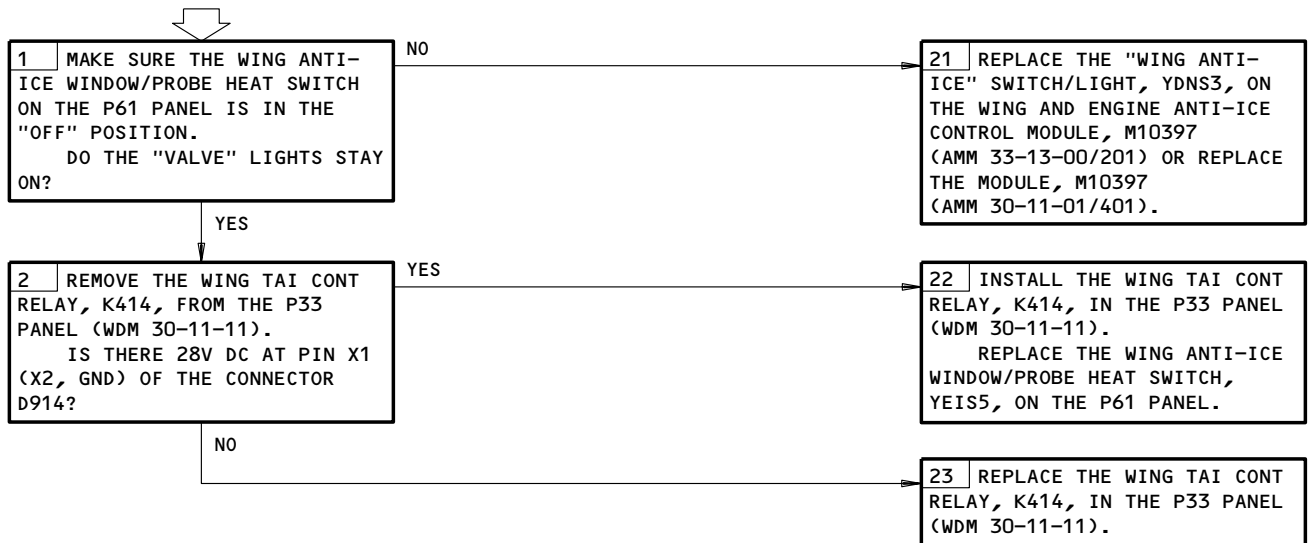 1 MAKE SURE THE WING ANTI-
ICE WINDOW/PROBE HEAT SWITCH
ON THE P61 PANEL IS IN THE
"OFF" POSITION.
DO THE "VALVE" LIGHTS STAY
ON?
NO
21 REPLACE THE "WING ANTI-
ICE" SWITCH/LIGHT, YDNS3, ON
THE WING AND ENGINE ANTI-ICE
CONTROL MODULE, M10397
(AMM 33-13-00/201) OR REPLACE
THE MODULE, M10397
(AMM 30-11-01/401).
YES
2 REMOVE THE WING TAI CONT
RELAY, K414, FROM THE P33
PANEL (WDM 30-11-11).
IS THERE 28V DC AT PIN X1
(X2, GND) OF THE CONNECTOR
D914?
YES
22 INSTALL THE WING TAI CONT
RELAY, K414, IN THE P33 PANEL
(WDM 30-11-11).
REPLACE THE WING ANTI-ICE
WINDOW/PROBE HEAT SWITCH,
YEIS5, ON THE P61 PANEL.
NO
23 REPLACE THE WING TAI CONT
RELAY, K414, IN THE P33 PANEL
(WDM 30-11-11).